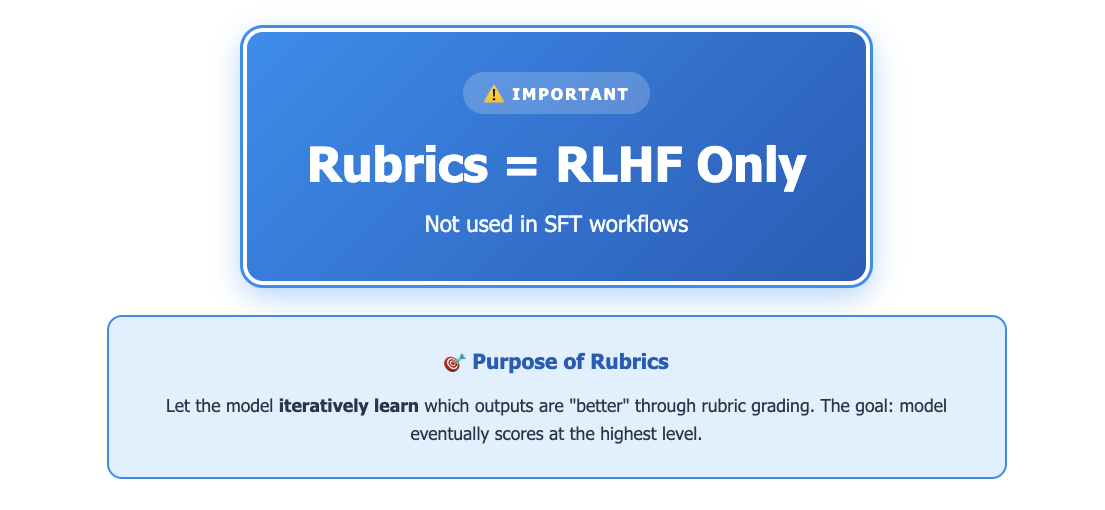 ⚠️ IMPORTANT
Rubrics = RLHF Only
Not used in SFT workflows
🎯 Purpose of Rubrics
Let the model iteratively learn which outputs are "better" through rubric grading. The goal: model
eventually scores at the highest level.